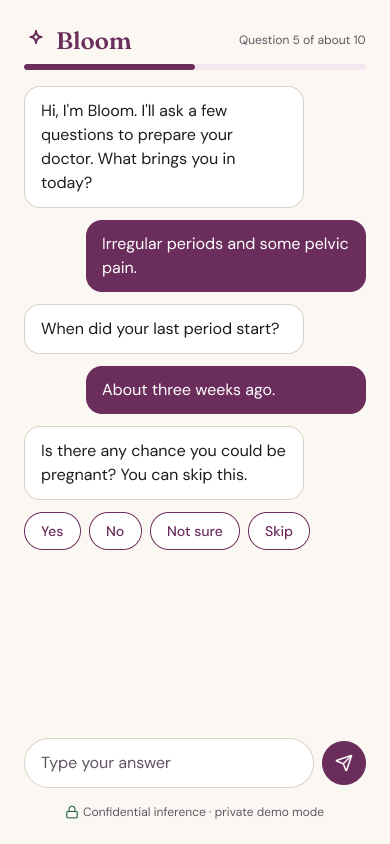 Bloom
Question 5 of about 10
Hi, I'm Bloom. I'll ask a few
questions to prepare your
doctor. What brings you in
today?
Irregular periods and some pelvic
pain.
When did your last period start?
About three weeks ago.
Is there any chance you could be
pregnant? You can skip this.
Yes
No
Not sure
Skip
Type your answer
Confidential inference · private demo mode